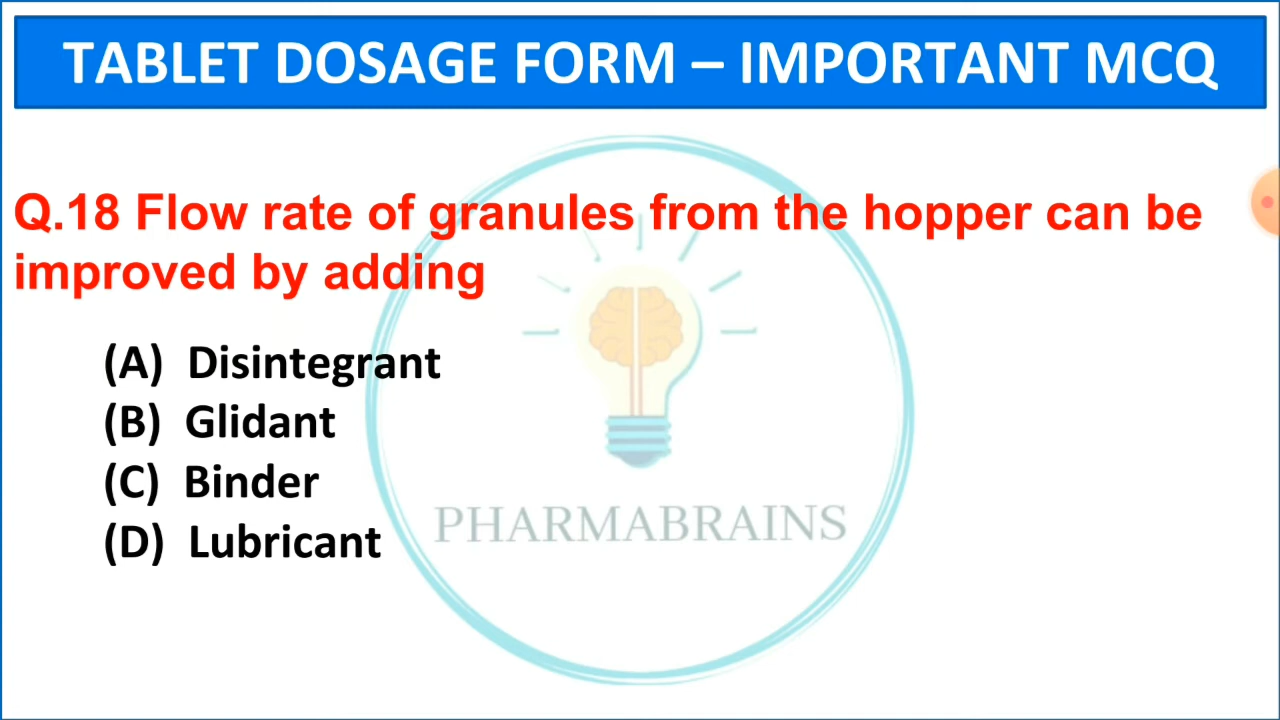 TABLET DOSAGE FORM – IMPORTANT MCQ
Q.18 Flow rate of granules from the hopper can be
improved by adding
(A) Disintegrant
(B) Glidant
(C) Binder
(D) Lubricant
PHARMABRAINS